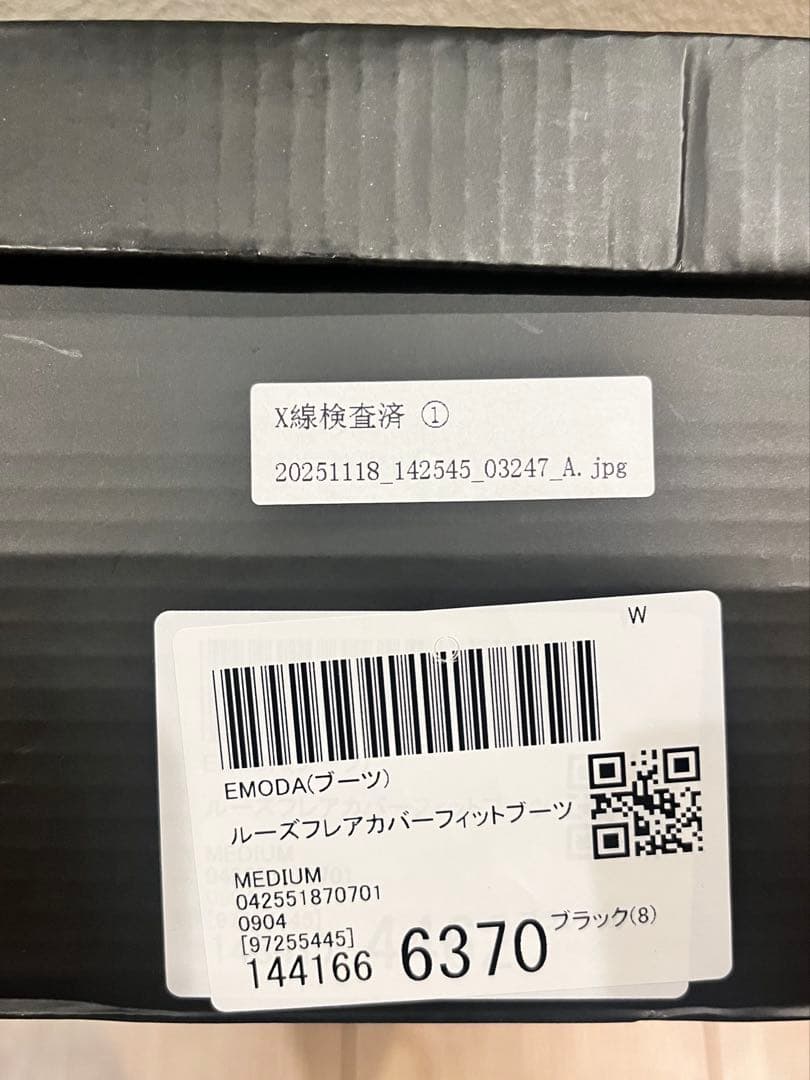 X線検査済 ①
20251118_142545_03247_A.jpg
W
EMODA(ブーツ)
ルーズフレアカバーフィットブーツ
MEDIUM
042551870701
0904
[97255445]
144166 6370 ブラック(8)